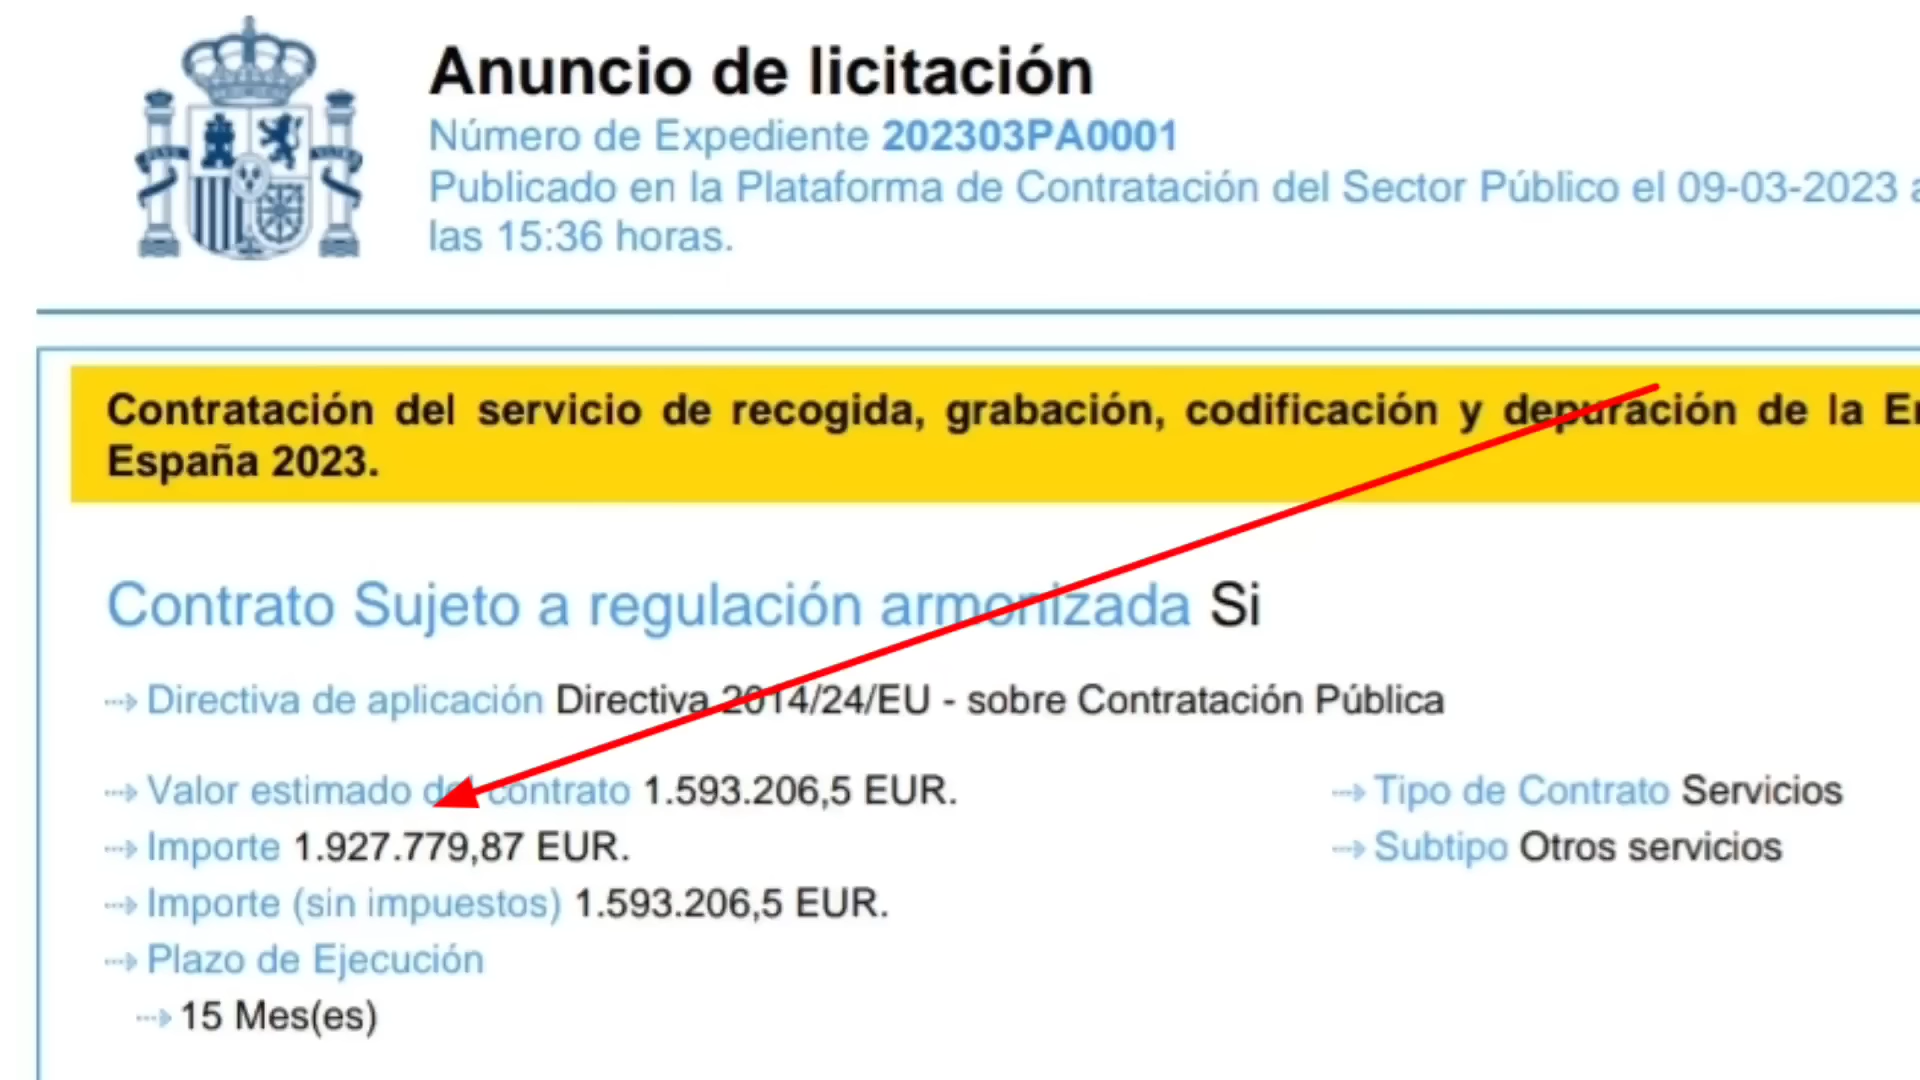 Anuncio de licitación
Número de Expediente 202303PA0001
Publicado en la Plataforma de Contratación del Sector Público el 09-03-2023 a
las 15:36 horas.
Contratación del servicio de recogida, grabación, codificación y depuración de la
España 2023.
Contrato Sujeto a regulación armonizada Si
Directiva de aplicación Directiva 2014/24/EU - sobre Contratación Pública
Valor estimado del contrato 1.593.206,5 EUR.
Importe 1.927.779,87 EUR.
Importe (sin impuestos) 1.593.206,5 EUR.
Plazo de Ejecución
15 Mes(es)
Tipo de Contrato Servicios
Subtipo Otros servicios